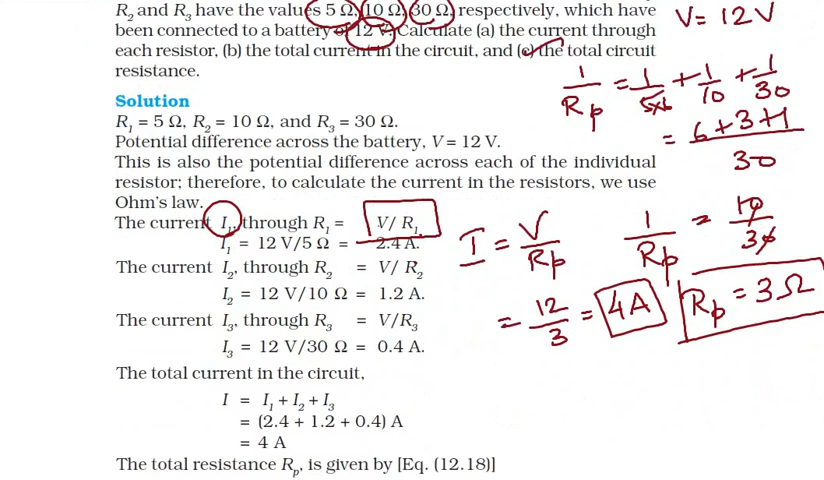 R₂ and R₃ have the values 5 Ω, 10 Ω, 30 Ω, respectively, which have
been connected to a battery of 12 V. Calculate (a) the current through
each resistor, (b) the total current in the circuit, and (c) the total circuit
resistance.
Solution
R₁ = 5 Ω, R₂ = 10 Ω, and R₃ = 30 Ω.
Potential difference across the battery, V = 12 V.
This is also the potential difference across each of the individual
resistor; therefore, to calculate the current in the resistors, we use
Ohm's law.
The current I₁, through R₁ = V/ R₁
I₁ = 12 V/5 Ω = 2.4 A.
The current I₂, through R₂ = V/ R₂
I₂ = 12 V/10 Ω = 1.2 A.
The current I₃, through R₃ = V/R₃
I₃ = 12 V/30 Ω = 0.4 A.
The total current in the circuit,
I = I₁ + I₂ + I₃
= (2.4 + 1.2 + 0.4) A
= 4 A
The total resistance Rₚ, is given by [Eq. (12.18)]
V = 12 V
1/Rp = 1/5×6 + 1/10 + 1/30
= 6+3+1/30
1/Rp = 10/30
Rp = 3Ω
I = V/Rp
= 12/3 = 4A